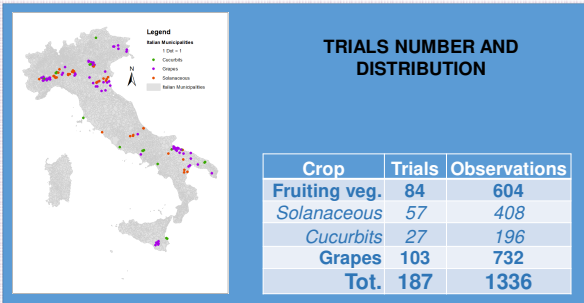 Legend
Italian Municipalities
1 Dot = 1
Cucurbits
Grapes
Solanaceous
Italian Municipalities
N
TRIALS NUMBER AND
DISTRIBUTION
Crop Trials Observations
Fruiting veg. 84 604
Solanaceous 57 408
Cucurbits 27 196
Grapes 103 732
Tot. 187 1336